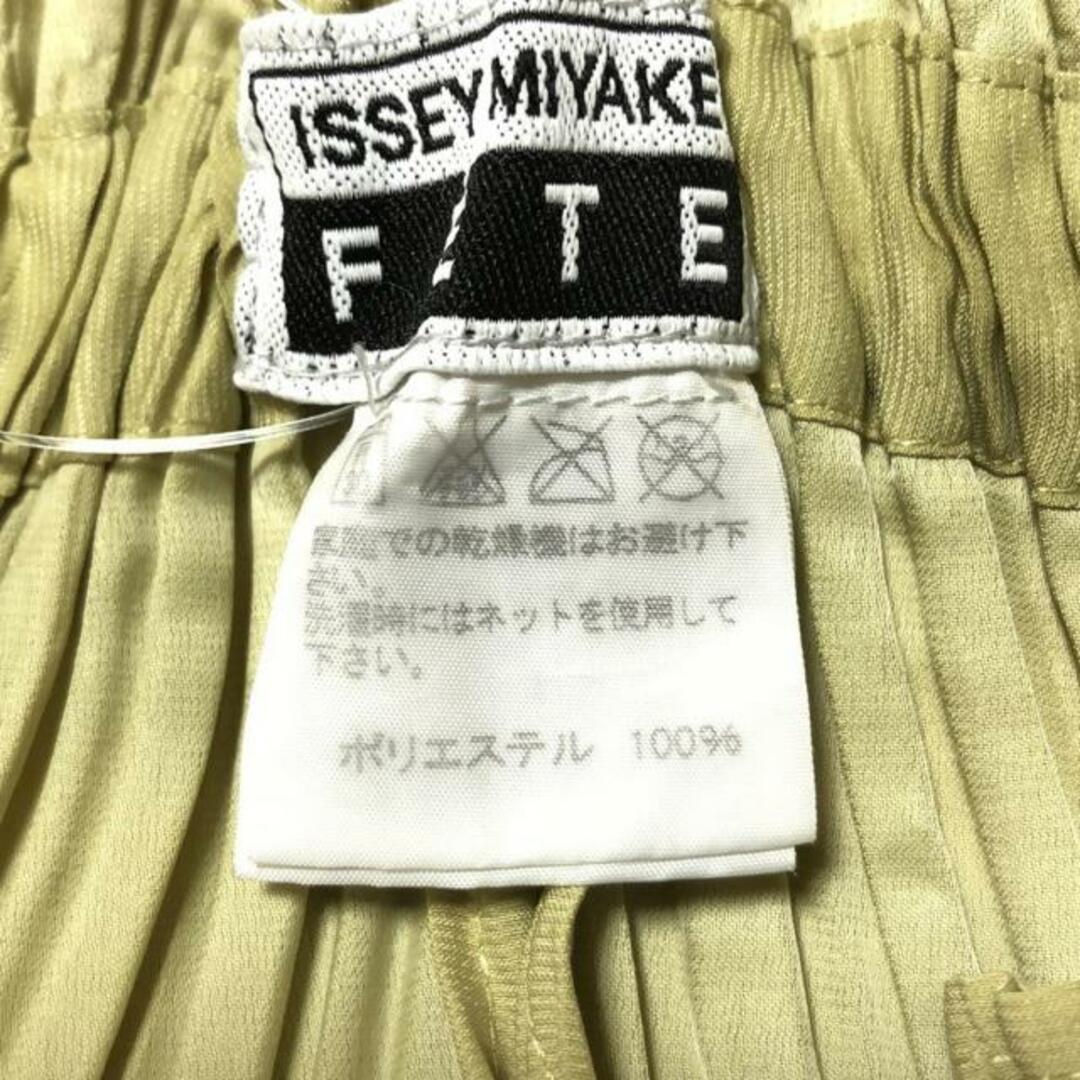 ISSEY MIYAKE
F TE
家庭での乾燥機はお避け下
さい。
洗濯時にはネットを使用して
下さい。
ポリエステル 100%